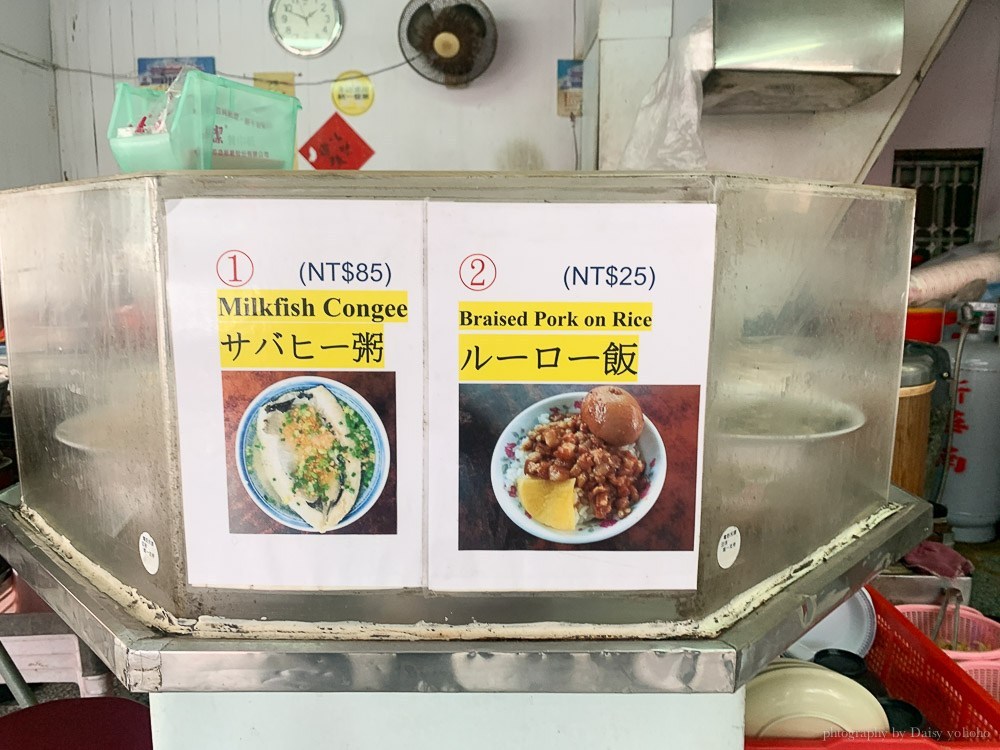 ①
(NT$85)
Milkfish Congee
サバヒー粥
②
(NT$25)
Braised Pork on Rice
ルーロー飯
photography by Daisy yolloho